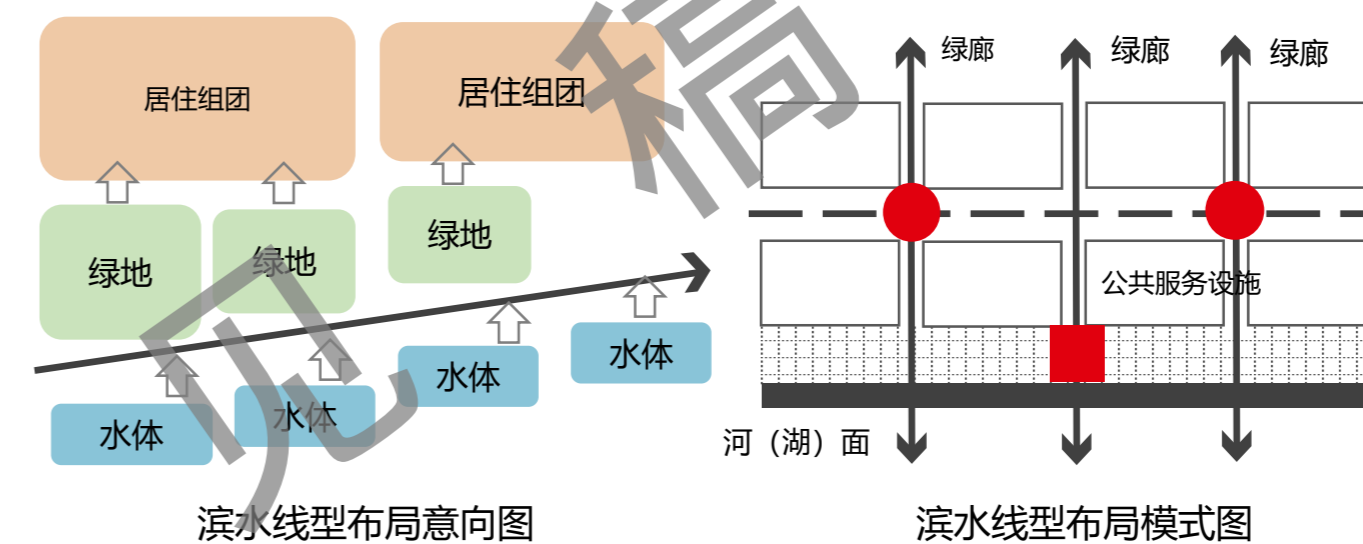 居住组团
居住组团
绿地
绿地
绿地
水体
水体
水体
水体
滨水线型布局意向图
绿廊
绿廊
绿廊
公共服务设施
河（湖）面
滨水线型布局模式图
见
稿